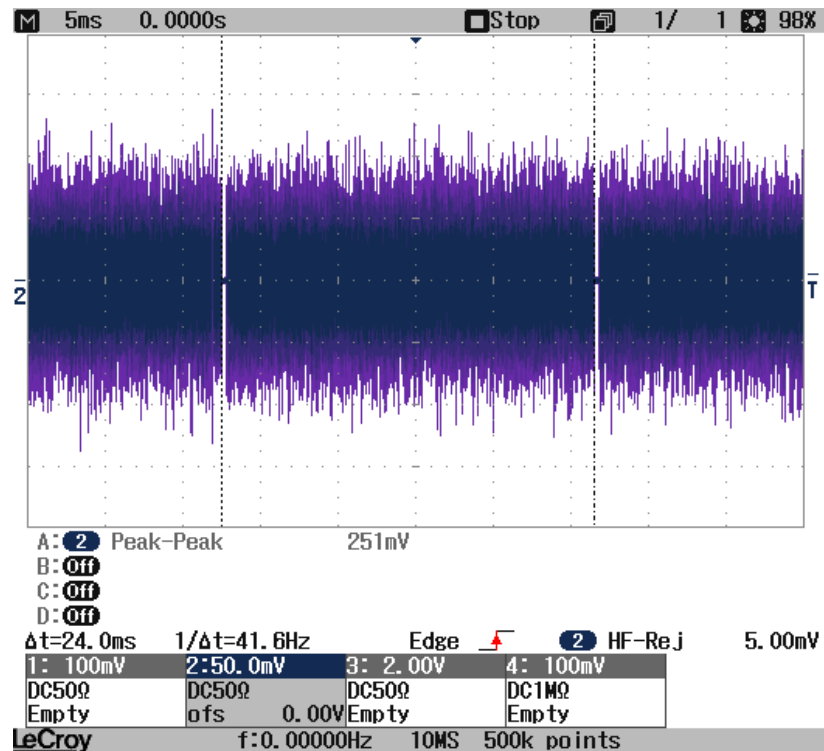 M 5ms 0.0000s Stop 1/ 1 98%
2 T
A: 2 Peak-Peak 251mV
B: Off
C: Off
D: Off
Δt=24.0ms 1/Δt=41.6Hz Edge 2 HF-Rej 5.00mV
1: 100mV 2:50.0mV 3: 2.00V 4: 100mV
DC50Ω DC50Ω DC50Ω DC1MΩ
Empty ofs 0.00V Empty Empty
LeCroy f:0.00000Hz 10MS 500k points